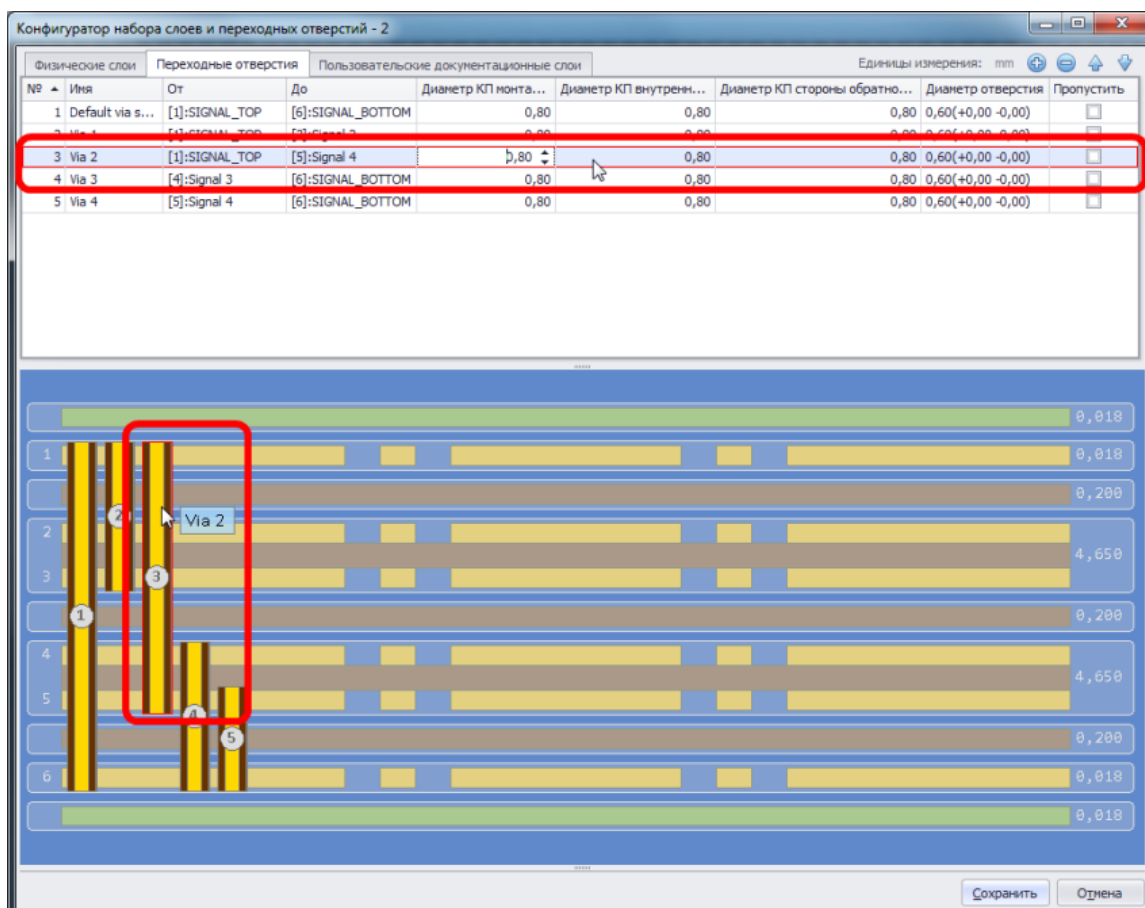 Конфигуратор набора слоев и переходных отверстий - 2
Физические слои Переходные отверстия Пользовательские документационные слои Единицы измерения: mm
№ Имя От До Диаметр КП монта... Диаметр КП внутренн... Диаметр КП стороны обратно... Диаметр отверстия Пропустить
1 Default via s... [1]:SIGNAL_TOP [6]:SIGNAL_BOTTOM 0,80 0,80 0,80 0,60(+0,00 -0,00)
3 Via 2 [1]:SIGNAL_TOP [5]:Signal 4 0,80 0,80 0,80 0,60(+0,00 -0,00)
4 Via 3 [4]:Signal 3 [6]:SIGNAL_BOTTOM 0,80 0,80 0,80 0,60(+0,00 -0,00)
5 Via 4 [5]:Signal 4 [6]:SIGNAL_BOTTOM 0,80 0,80 0,80 0,60(+0,00 -0,00)
0,018
1 0,018
0,200
2 Via 2
2
4,650
3 3
1 0,200
4
4,650
5
4
5 0,200
6 0,018
0,018
Сохранить Отмена